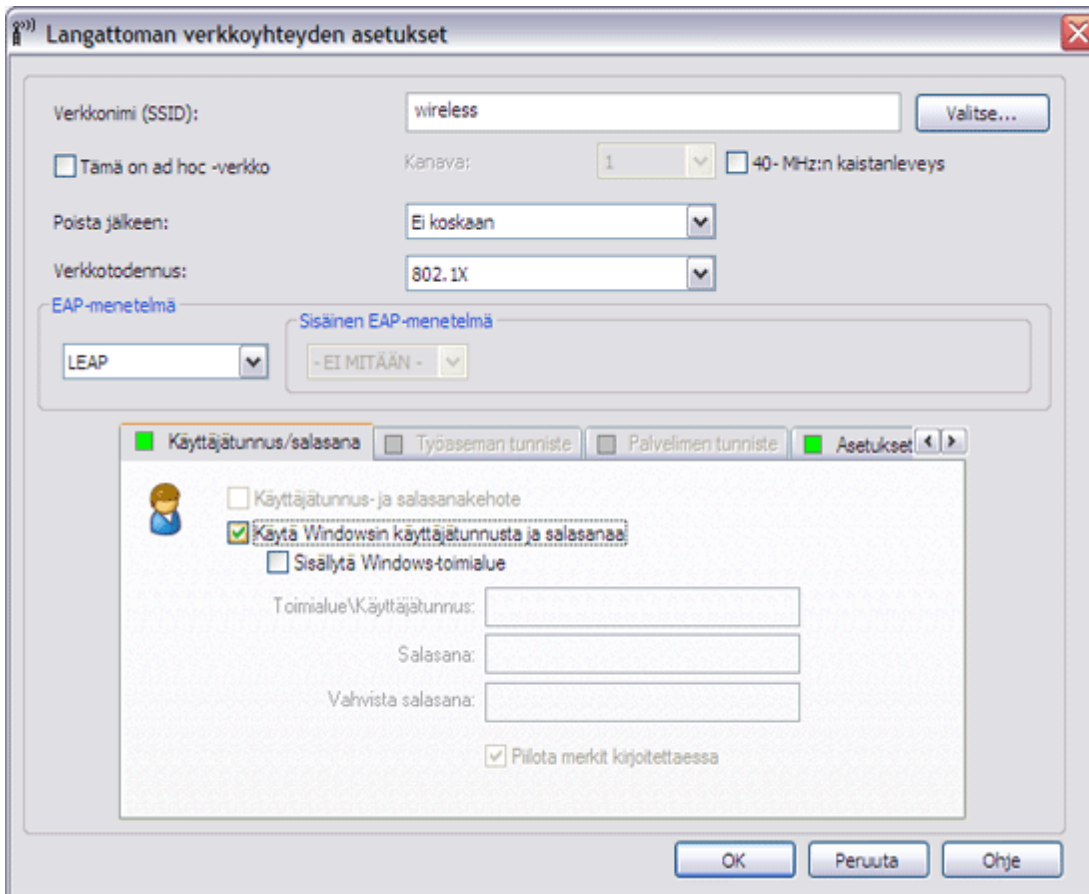 Langattoman verkkoyhteyden asetukset
Verkkonimi (SSID): wireless Valitse...
Tämä on ad hoc -verkko Kanava: 1 40- MHz:n kaistanleveys
Poista jälkeen: Ei koskaan
Verkkotodennus: 802.1X
EAP-menetelmä
Sisäinen EAP-menetelmä
LEAP - EI MITÄÄN -
Käyttäjätunnus/salasana Työaseman tunniste Palvelimen tunniste Asetukset
Käyttäjätunnus- ja salasanakehote
Käytä Windowsin käyttäjätunnusta ja salasanaa
Sisällytä Windows-toimialue
Toimialue\Käyttäjätunnus:
Salasana:
Vahvista salasana:
Piilota merkit kirjoitettaessa
OK Peruuta Ohje